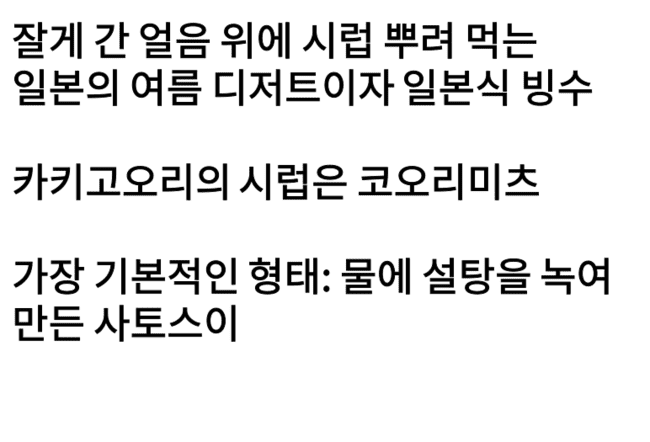 잘게 간 얼음 위에 시럽 뿌려 먹는
일본의 여름 디저트이자 일본식 빙수
카키고오리의 시럽은 코오리미츠
가장 기본적인 형태: 물에 설탕을 녹여
만든 사토스이